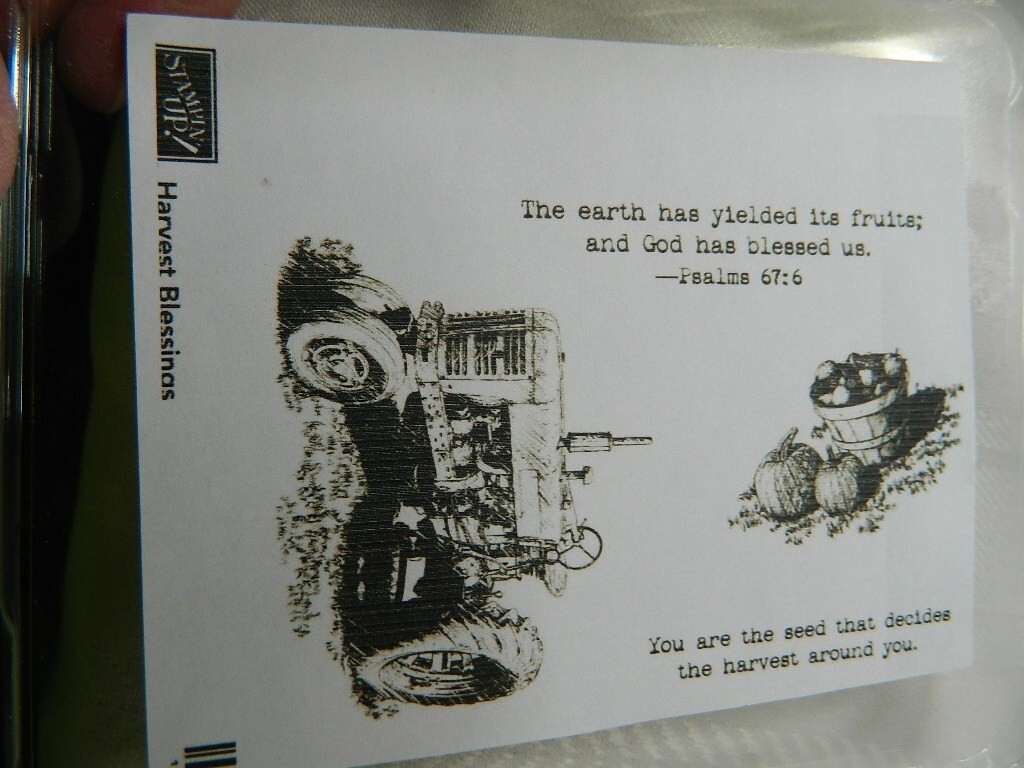 STAMPIN'
UP!
Harvest Blessings
The earth has yielded its fruits;
and God has blessed us.
—Psalms 67:6
You are the seed that decides
the harvest around you.